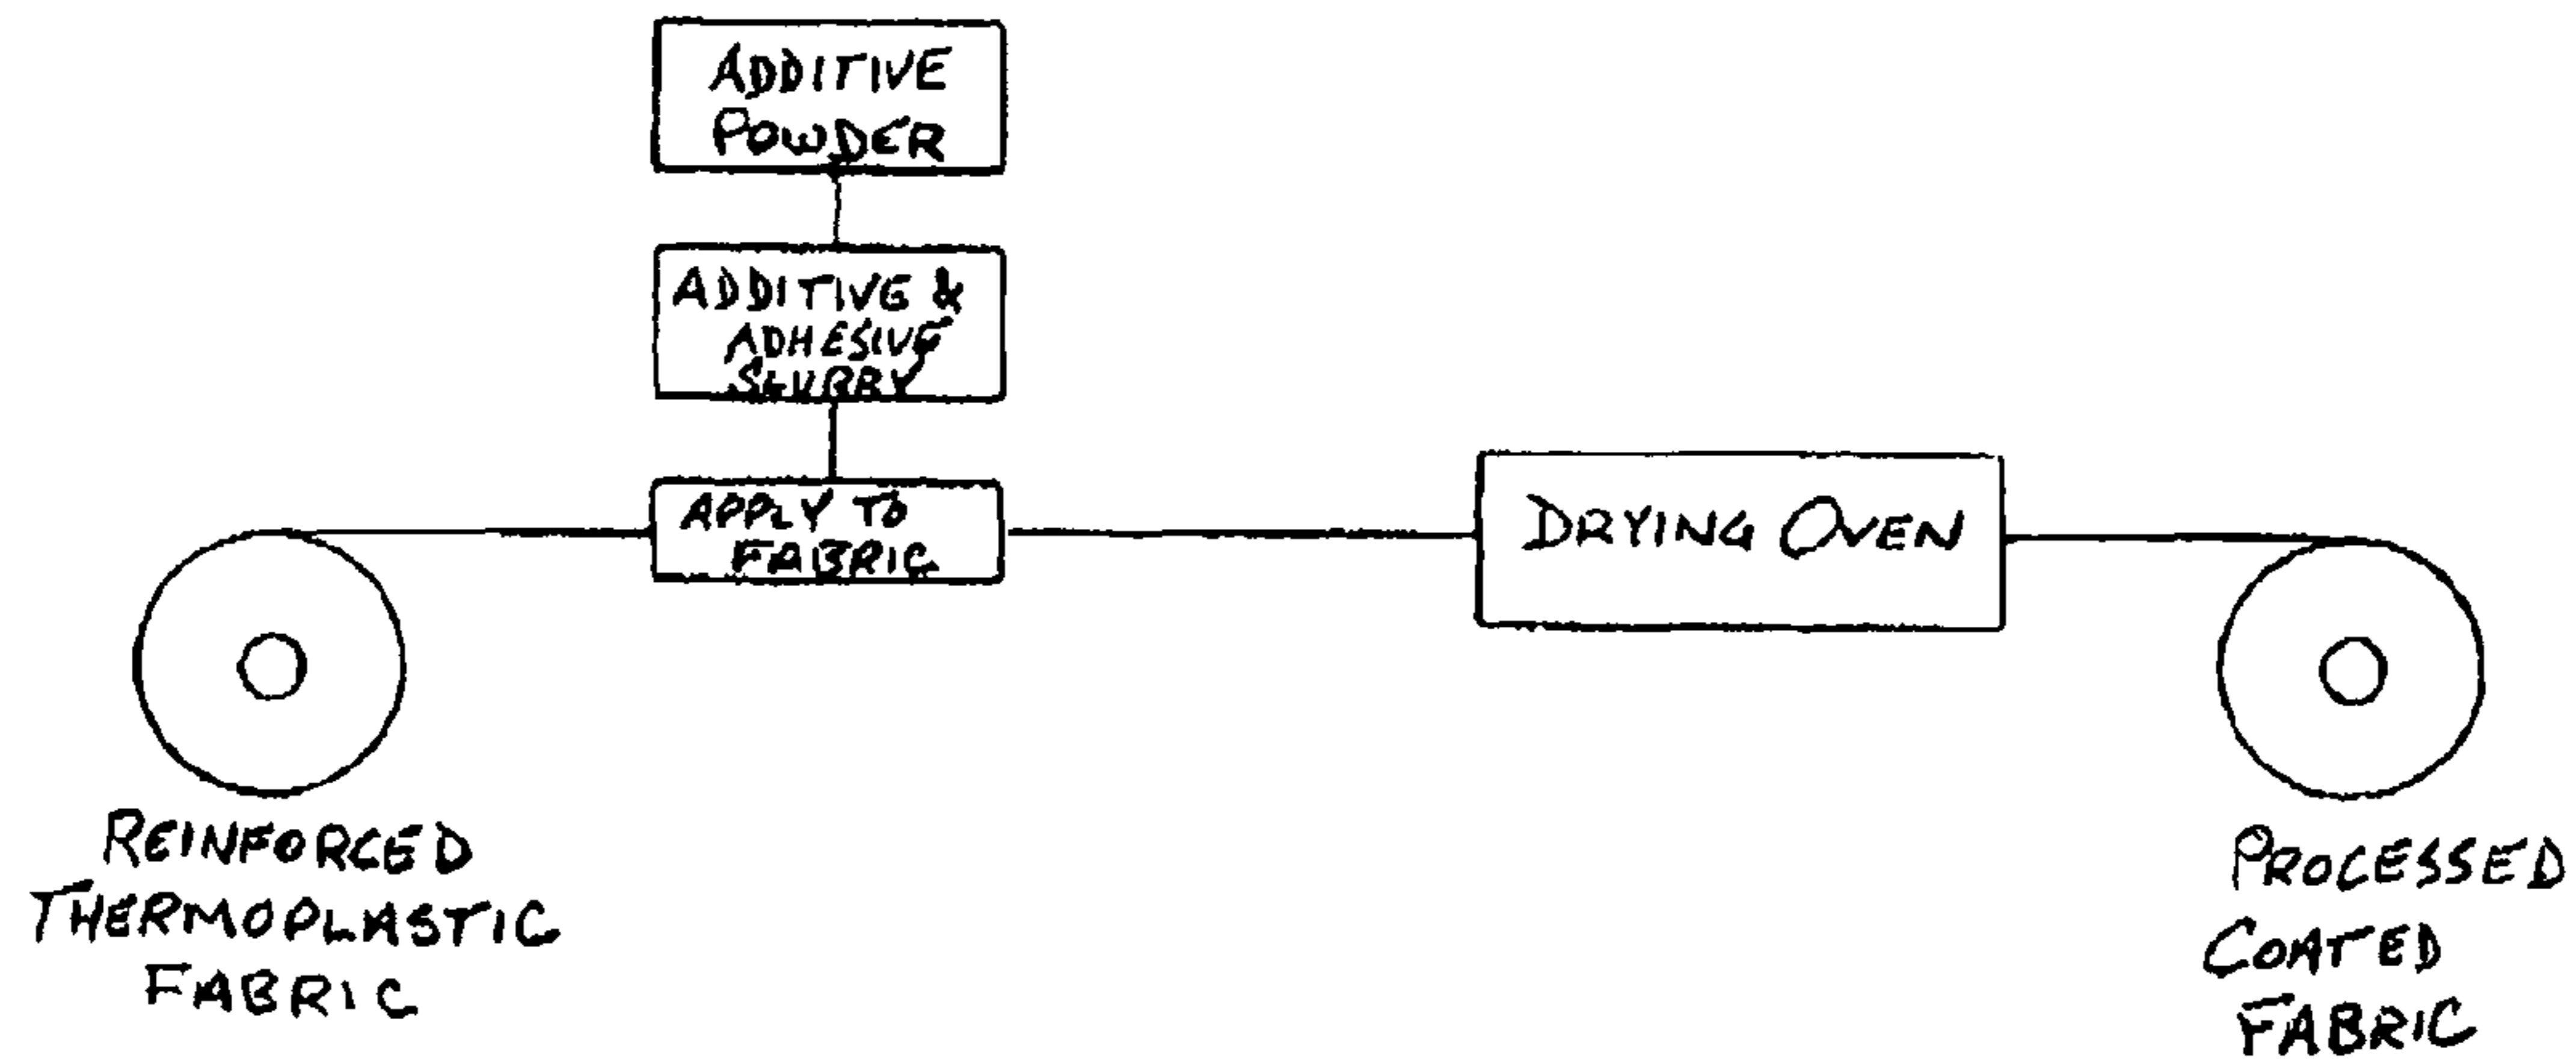 ADDITIVE
POWDER
ADDITIVE &
ADHESIVE
SLURRY
APPLY TO
FABRIC
DRYING OVEN
REINFORCED
THERMOPLASTIC
FABRIC
PROCESSED
COATED
FABRIC